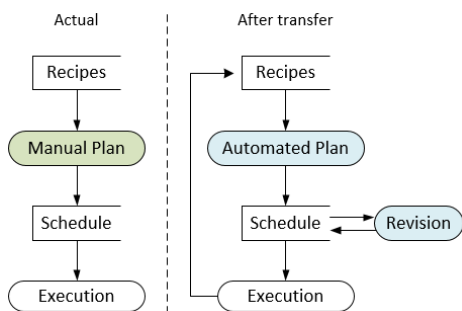 Actual
Recipes
Manual Plan
Schedule
Execution
After transfer
Recipes
Automated Plan
Schedule
Revision
Execution